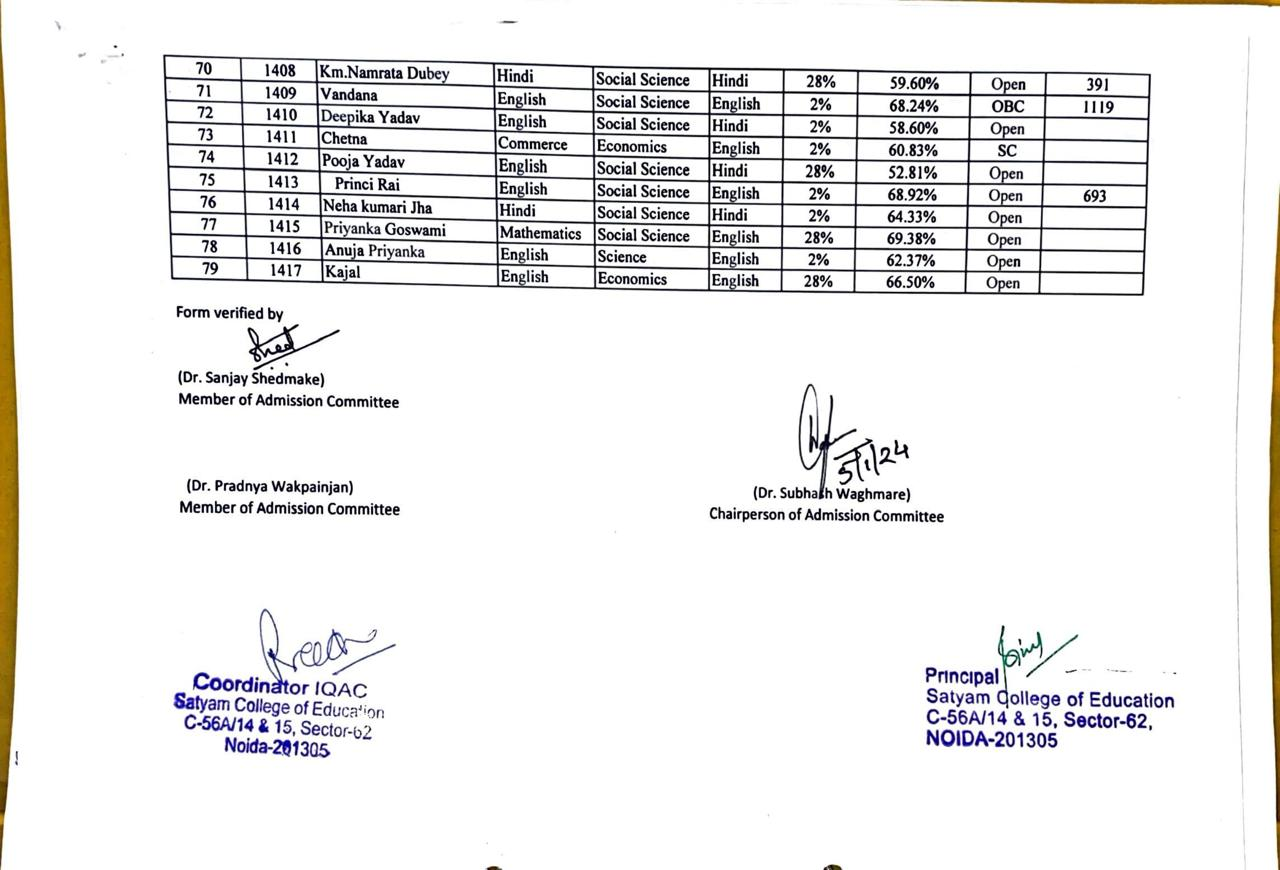 70 1408 Km.Namrata Dubey Hindi Social Science Hindi 28% 59.60% Open 391
71 1409 Vandana English Social Science English 2% 68.24% OBC 1119
72 1410 Deepika Yadav English Social Science Hindi 2% 58.60% Open
73 1411 Chetna Commerce Economics English 2% 60.83% SC
74 1412 Pooja Yadav English Social Science Hindi 28% 52.81% Open
75 1413 Princi Rai English Social Science English 2% 68.92% Open 693
76 1414 Neha kumari Jha Hindi Social Science Hindi 2% 64.33% Open
77 1415 Priyanka Goswami Mathematics Social Science English 28% 69.38% Open
78 1416 Anuja Priyanka English Science English 2% 62.37% Open
79 1417 Kajal English Economics English 28% 66.50% Open
Form verified by
(Dr. Sanjay Shedmake)
Member of Admission Committee
5/1/24
(Dr. Pradnya Wakpainjan)
Member of Admission Committee
(Dr. Subhash Waghmare)
Chairperson of Admission Committee
Coordinator IQAC
Satyam College of Education
C-56A/14 & 15, Sector-62
Noida-201305
Principal
Satyam College of Education
C-56A/14 & 15, Sector-62,
NOIDA-201305